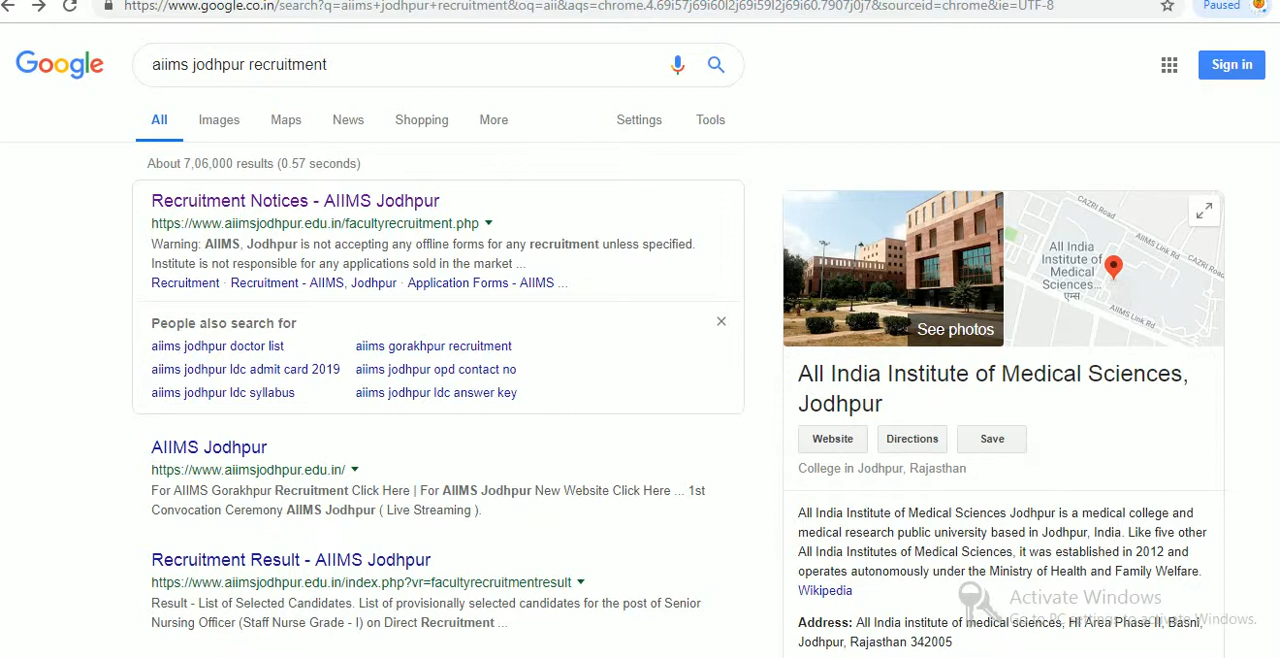 https://www.google.co.in/search?q=aiims+jodhpur+recruitment&oq=aii&aqs=chrome.4.69i57j69i60l2j69i59l2j69i60.7907j0j7&sourceid=chrome&ie=UTF-8
Paused
Google
aiims jodhpur recruitment
Sign in
All Images Maps News Shopping More Settings Tools
About 7,06,000 results (0.57 seconds)
Recruitment Notices - AIIMS Jodhpur
https://www.aiimsjodhpur.edu.in/facultyrecruitment.php
Warning: AIIMS, Jodhpur is not accepting any offline forms for any recruitment unless specified.
Institute is not responsible for any applications sold in the market ...
Recruitment · Recruitment - AIIMS, Jodhpur · Application Forms - AIIMS ...
People also search for
aiims jodhpur doctor list aiims gorakhpur recruitment
aiims jodhpur ldc admit card 2019 aiims jodhpur opd contact no
aiims jodhpur ldc syllabus aiims jodhpur ldc answer key
AIIMS Jodhpur
https://www.aiimsjodhpur.edu.in/
For AIIMS Gorakhpur Recruitment Click Here | For AIIMS Jodhpur New Website Click Here ... 1st
Convocation Ceremony AIIMS Jodhpur ( Live Streaming ).
Recruitment Result - AIIMS Jodhpur
https://www.aiimsjodhpur.edu.in/index.php?vr=facultyrecruitmentresult
Result - List of Selected Candidates. List of provisionally selected candidates for the post of Senior
Nursing Officer (Staff Nurse Grade - I) on Direct Recruitment ...
See photos
CAZRI Road
AIIMS Link Rd
CAZRI Road
All India
Institute of
Medical
Sciences...
एम्स
AIIMS Link Rd
All India Institute of Medical Sciences,
Jodhpur
Website Directions Save
College in Jodhpur, Rajasthan
All India Institute of Medical Sciences Jodhpur is a medical college and
medical research public university based in Jodhpur, India. Like five other
All India Institutes of Medical Sciences, it was established in 2012 and
operates autonomously under the Ministry of Health and Family Welfare.
Wikipedia
Activate Windows
Go to PC settings to activate Windows.
Address: All India institute of medical sciences, RI Area Phase II, Basni,
Jodhpur, Rajasthan 342005